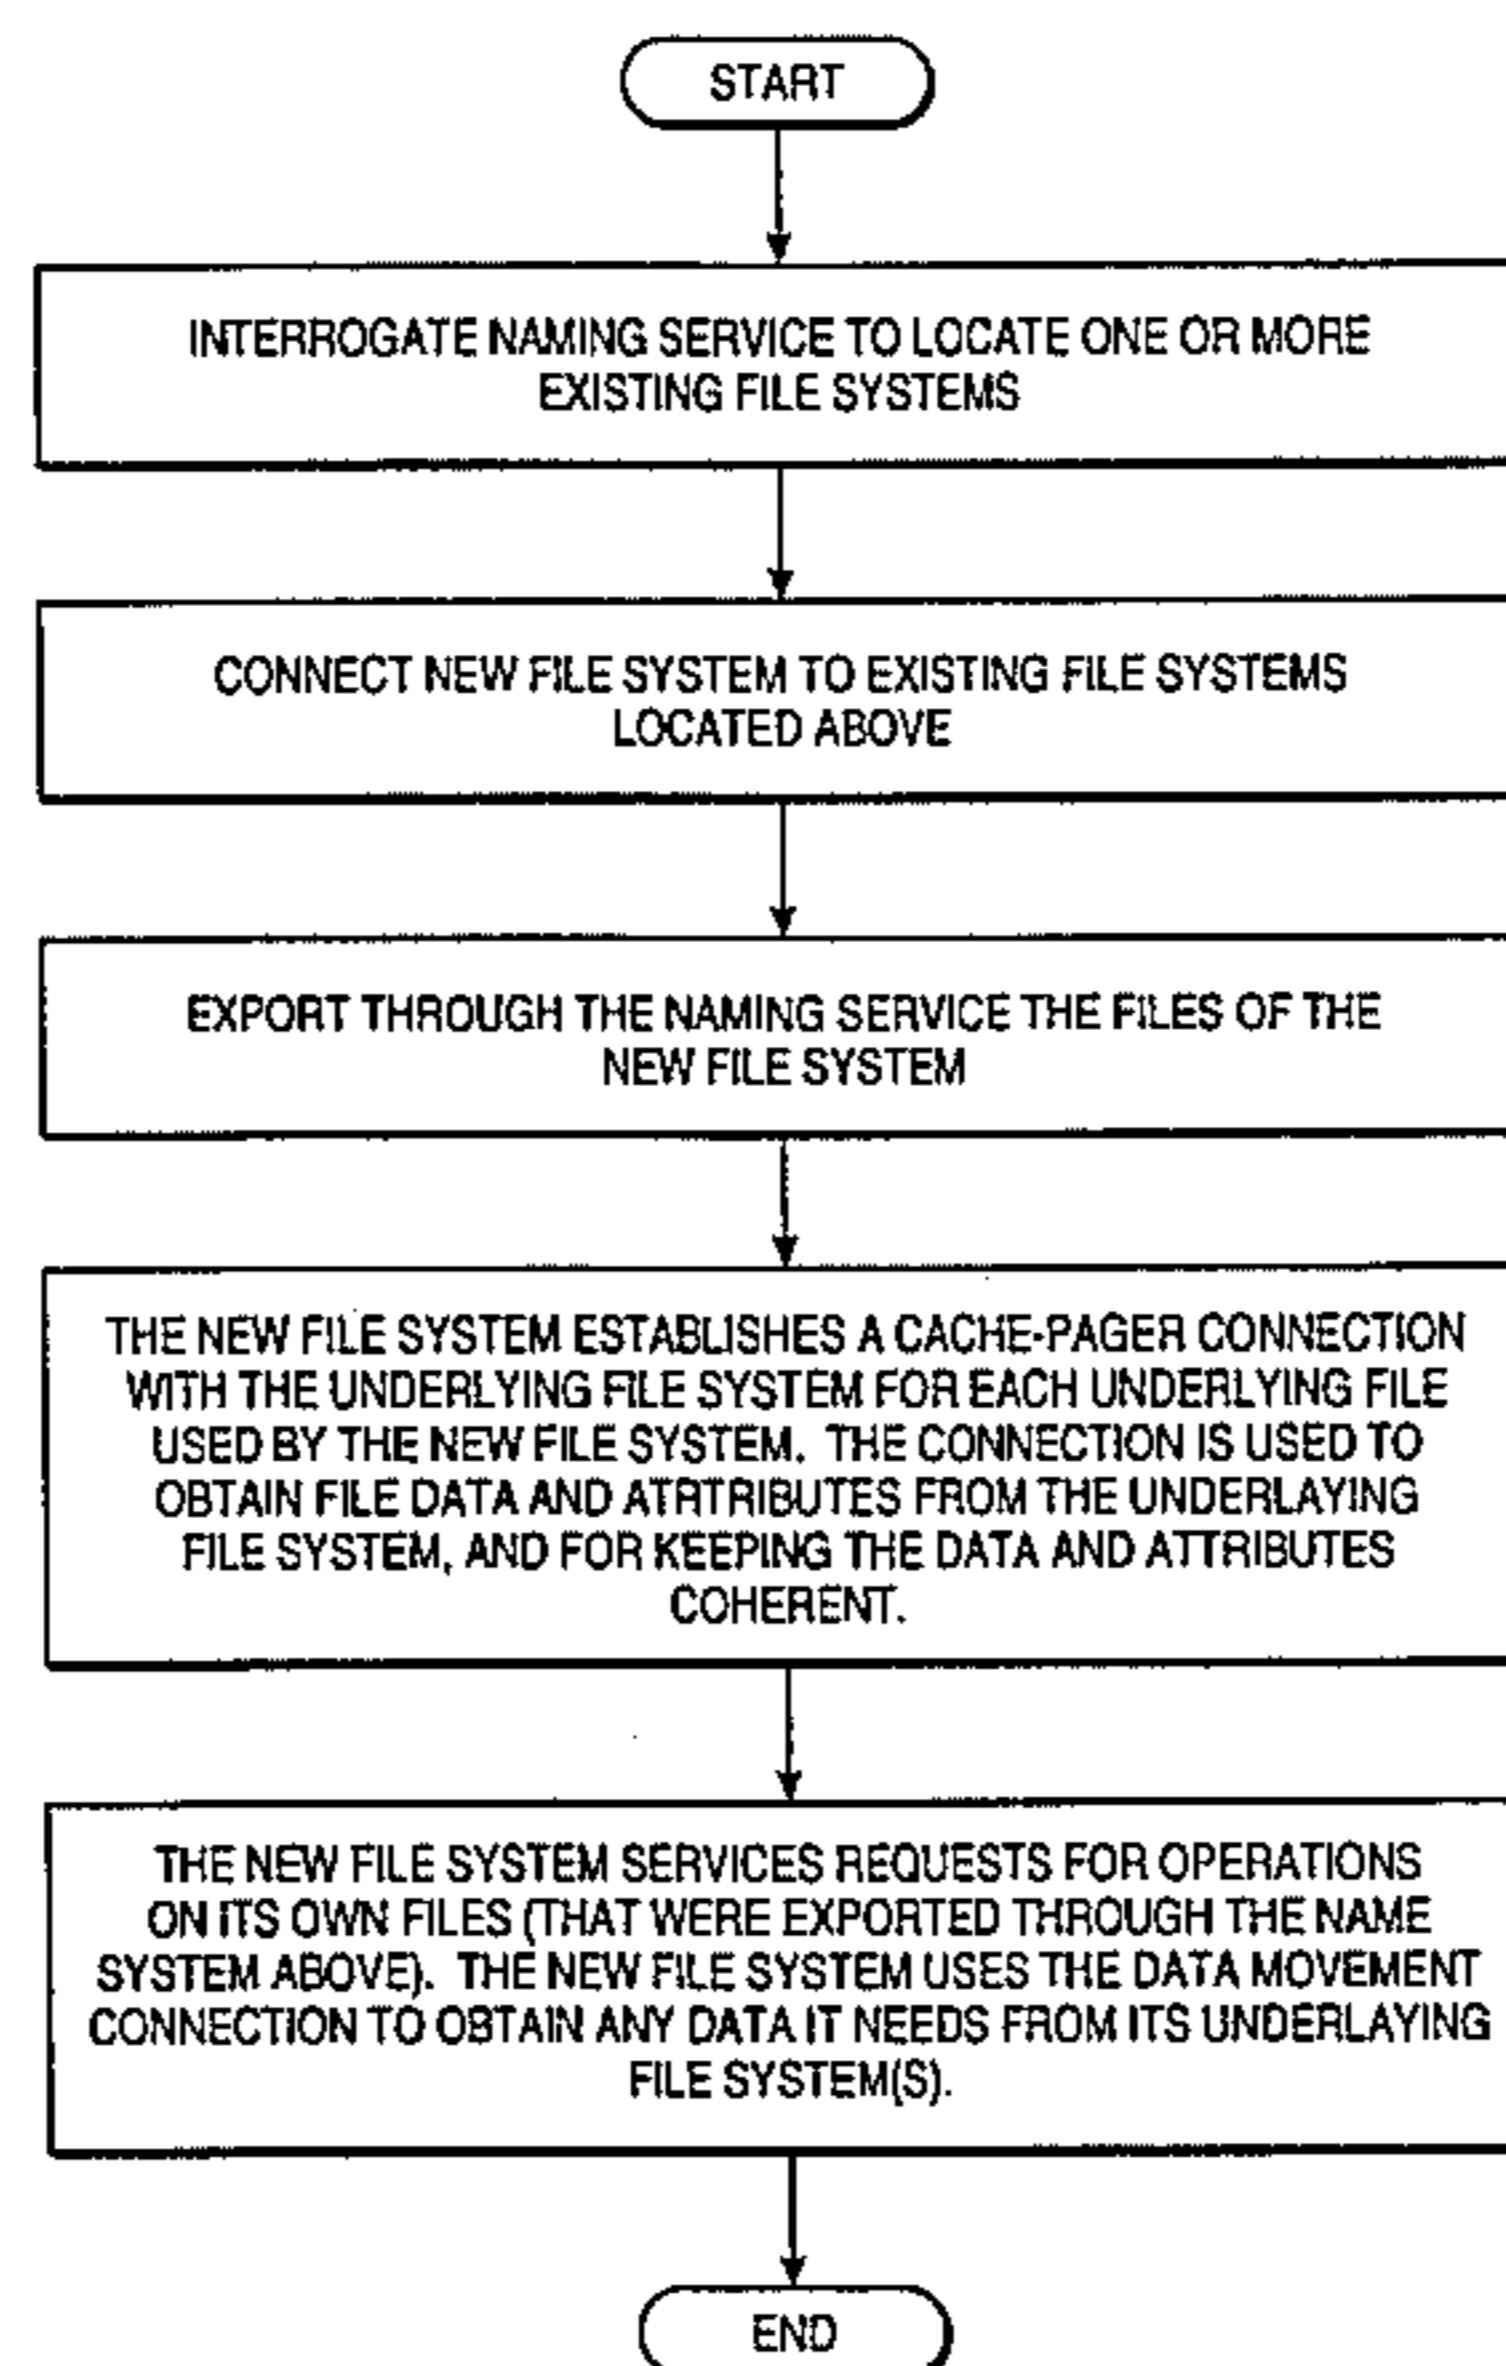 START
INTERROGATE NAMING SERVICE TO LOCATE ONE OR MORE
EXISTING FILE SYSTEMS
CONNECT NEW FILE SYSTEM TO EXISTING FILE SYSTEMS
LOCATED ABOVE
EXPORT THROUGH THE NAMING SERVICE THE FILES OF THE
NEW FILE SYSTEM
THE NEW FILE SYSTEM ESTABLISHES A CACHE-PAGER CONNECTION
WITH THE UNDERLYING FILE SYSTEM FOR EACH UNDERLYING FILE
USED BY THE NEW FILE SYSTEM. THE CONNECTION IS USED TO
OBTAIN FILE DATA AND ATRTRIBUTES FROM THE UNDERLAYING
FILE SYSTEM, AND FOR KEEPING THE DATA AND ATTRIBUTES
COHERENT.
THE NEW FILE SYSTEM SERVICES REQUESTS FOR OPERATIONS
ON ITS OWN FILES (THAT WERE EXPORTED THROUGH THE NAME
SYSTEM ABOVE). THE NEW FILE SYSTEM USES THE DATA MOVEMENT
CONNECTION TO OBTAIN ANY DATA IT NEEDS FROM ITS UNDERLAYING
FILE SYSTEM(S).
END